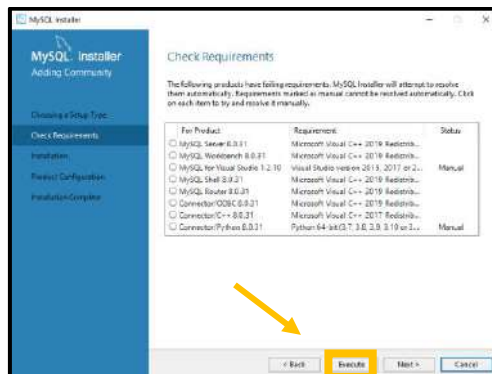 MySQL Installer
MySQL. Installer
Adding Community
Choosing a Setup Type
Check Requirements
Installation
Product Configuration
Installation Complete
Check Requirements
The following products have failing requirements. MySQL Installer will attempt to resolve
them automatically. Requirements marked as manual cannot be resolved automatically. Click
on each item to try and resolve it manually.
For Product Requirement Status
MySQL Server 8.0.31 Microsoft Visual C++ 2019 Redistrib...
MySQL Workbench 8.0.31 Microsoft Visual C++ 2019 Redistrib...
MySQL for Visual Studio 1.2.10 Visual Studio version 2015, 2017 or 2... Manual
MySQL Shell 8.0.31 Microsoft Visual C++ 2019 Redistrib...
MySQL Router 8.0.31 Microsoft Visual C++ 2019 Redistrib...
Connector/ODBC 8.0.31 Microsoft Visual C++ 2019 Redistrib...
Connector/C++ 8.0.31 Microsoft Visual C++ 2017 Redistrib...
Connector/Python 8.0.31 Python 64-bit (3.7, 3.8, 3.9, 3.10 or 3... Manual
< Back Execute Next > Cancel